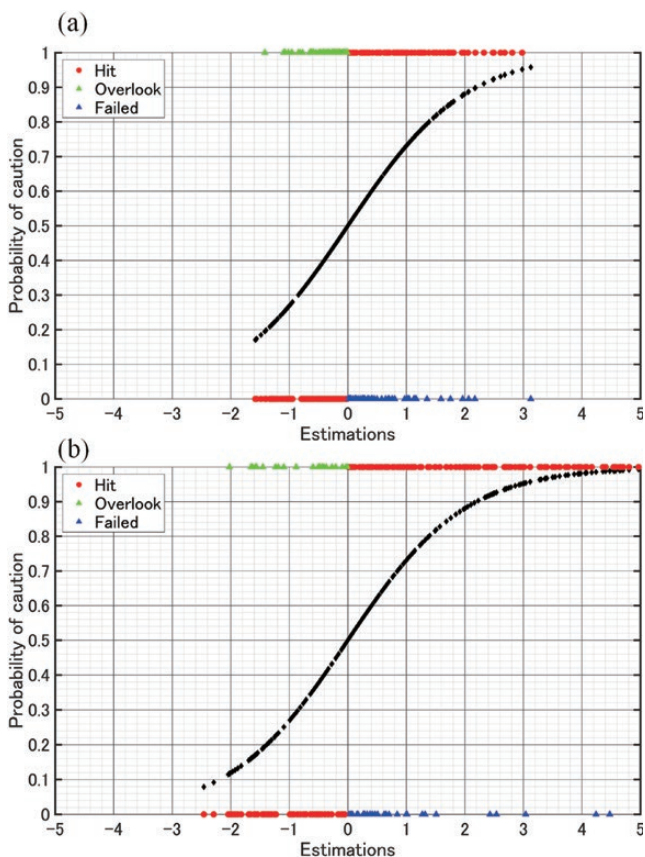 (a)
Hit
Overlook
Failed
Probability of caution
1
0.9
0.8
0.7
0.6
0.5
0.4
0.3
0.2
0.1
0
-5 -4 -3 -2 -1 0 1 2 3 4 5
Estimations
(b)
Hit
Overlook
Failed
Probability of caution
1
0.9
0.8
0.7
0.6
0.5
0.4
0.3
0.2
0.1
0
-5 -4 -3 -2 -1 0 1 2 3 4 5
Estimations